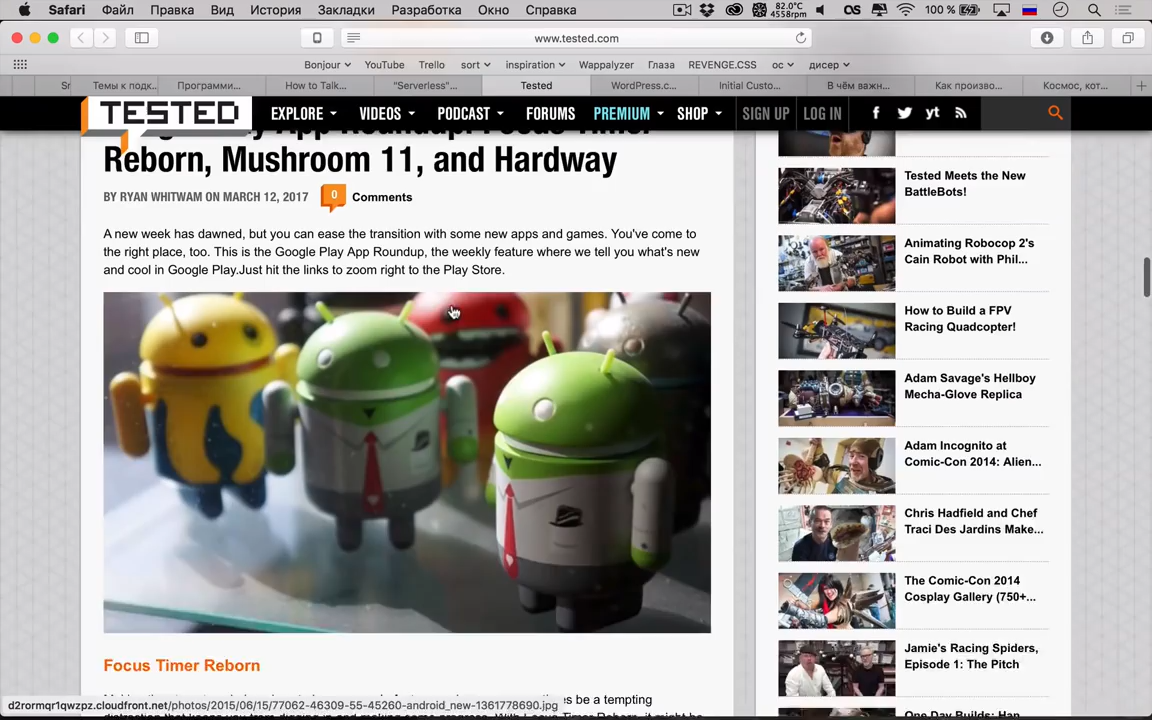 Safari Файл Правка Вид История Закладки Разработка Окно Справка 82.0°C 4558rpm 100 %
www.tested.com
Bonjour YouTube Trello sort inspiration Wappalyzer Глаза REVENGE.CSS ос дисер
Sr Темы к подк... Программи... How to Talk... "Serverless"... Tested WordPress.c... Initial Custo... В чём важн... Как произво... Космос, кот...
TESTED EXPLORE VIDEOS PODCAST FORUMS PREMIUM SHOP SIGN UP LOG IN
Reborn, Mushroom 11, and Hardway
BY RYAN WHITWAM ON MARCH 12, 2017 0 Comments
A new week has dawned, but you can ease the transition with some new apps and games. You've come to
the right place, too. This is the Google Play App Roundup, the weekly feature where we tell you what's new
and cool in Google Play.Just hit the links to zoom right to the Play Store.
Focus Timer Reborn
Tested Meets the New
BattleBots!
Animating Robocop 2's
Cain Robot with Phil...
How to Build a FPV
Racing Quadcopter!
Adam Savage's Hellboy
Mecha-Glove Replica
Adam Incognito at
Comic-Con 2014: Alien...
Chris Hadfield and Chef
Traci Des Jardins Make...
The Comic-Con 2014
Cosplay Gallery (750+...
Jamie's Racing Spiders,
Episode 1: The Pitch
One Day Builds: Han
d2rormqr1qwzpz.cloudfront.net/photos/2015/06/15/77062-46309-55-45260-android_new-1361778690.jpg